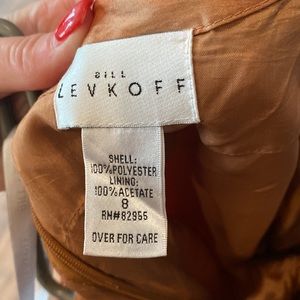 BILL
LEVKOFF
SHELL:
100%POLYESTER
LINING:
100%ACETATE
8
RN#82955
OVER FOR CARE